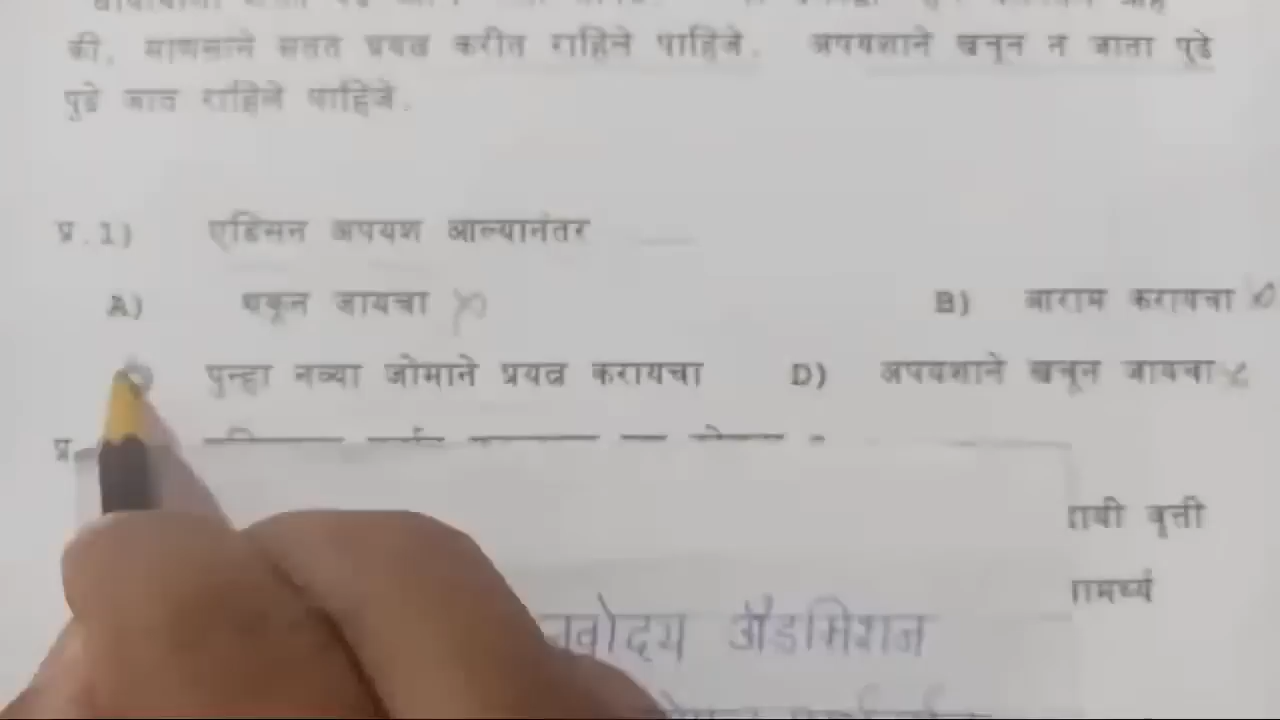 की, माणसाने सतत प्रयत्न करीत राहिले पाहिजे. अपयशाने खचून न जाता पुढे
पुढे जात राहिले पाहिजे.
प्र.1) एडिसन अपयश आल्यानंतर
A) थकून जायचा B) आराम करायचा
पुन्हा नव्या जोमाने प्रयत्न करायचा D) अपयशाने खचून जायचा
प्र.
वृत्ती
नवोदय ॲडमिशन